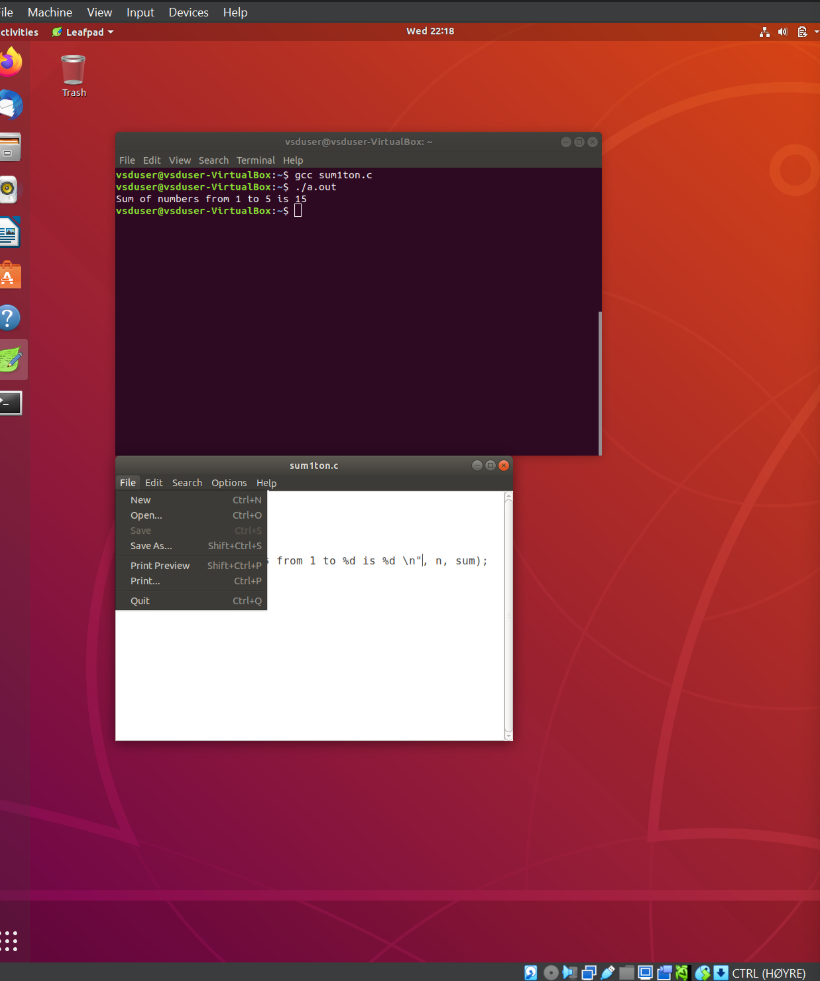 ile Machine View Input Devices Help
ctivities Leafpad Wed 22:18
Trash
vsduser@vsduser-VirtualBox: ~
File Edit View Search Terminal Help
vsduser@vsduser-VirtualBox:~$ gcc sum1ton.c
vsduser@vsduser-VirtualBox:~$ ./a.out
Sum of numbers from 1 to 5 is 15
vsduser@vsduser-VirtualBox:~$
sum1ton.c
File Edit Search Options Help
New Ctrl+N
Open... Ctrl+O
Save Ctrl+S
Save As... Shift+Ctrl+S
s from 1 to %d is %d \n", n, sum);
Print Preview Shift+Ctrl+P
Print... Ctrl+P
Quit Ctrl+Q
CTRL (HØYRE)